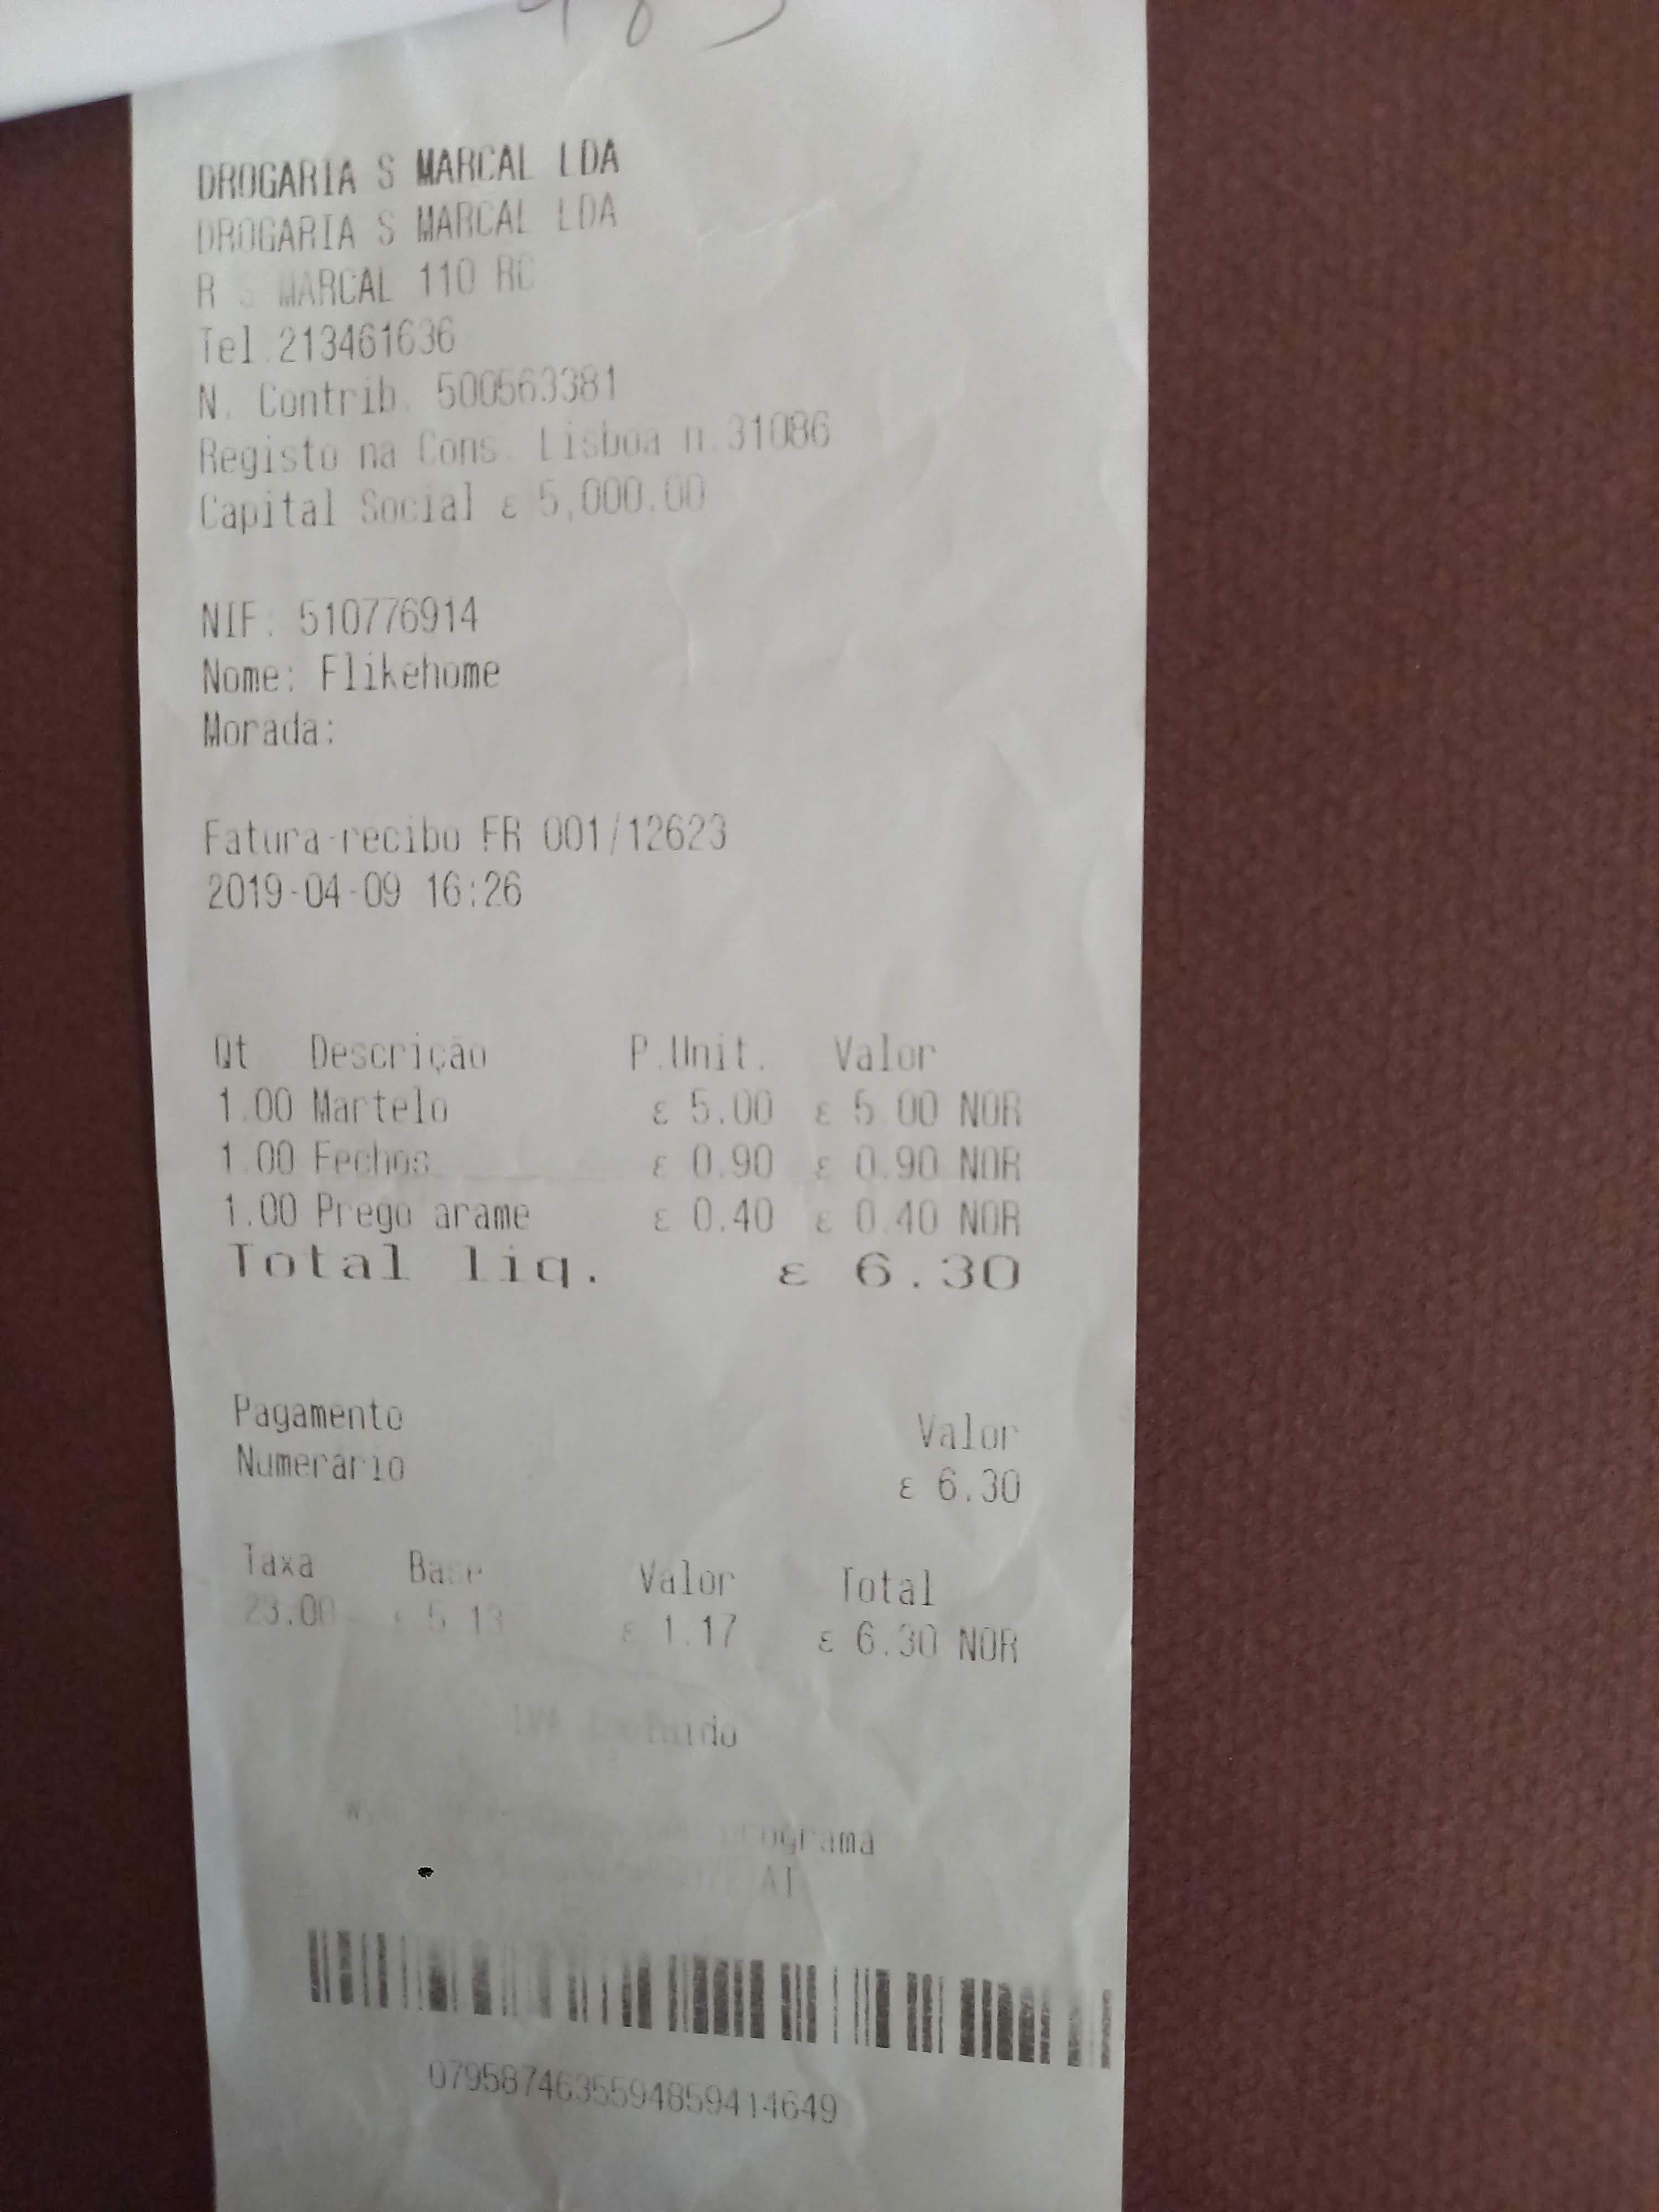 DROGARIA S MARCAL LDA
DROGARIA S MARCAL LDA
R S MARCAL 110 RC
Tel.213461636
N. Contrib. 500563381
Registo na Cons. Lisboa n.31086
Capital Social ε 5,000.00
NIF: 510776914
Nome: Flikehome
Morada:
Fatura-recibo FR 001/12623
2019-04-09 16:26
Qt Descrição P.Unit. Valor
1.00 Martelo ε 5.00 ε 5.00 NOR
1.00 Fechos ε 0.90 ε 0.90 NOR
1.00 Prego arame ε 0.40 ε 0.40 NOR
Total liq. ε 6.30
Pagamento Valor
Numerário ε 6.30
Taxa Base Valor Total
23.00 ε 5.13 ε 1.17 ε 6.30 NOR
IVA
programa
AT
0795874635594859414649